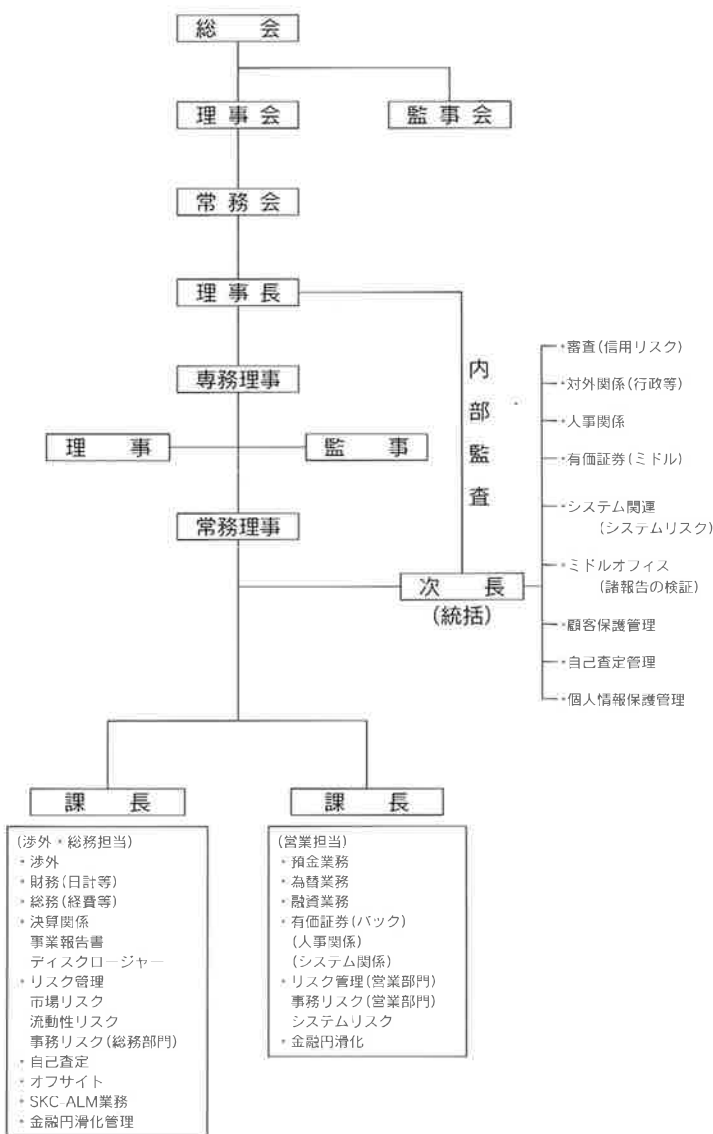 総 会
理 事 会
監 事 会
常 務 会
理 事 長
専務理事
内部監査
理 事
監 事
常務理事
次 長
(統括)
・審査(信用リスク)
・対外関係(行政等)
・人事関係
・有価証券(ミドル)
・システム関連
(システムリスク)
・ミドルオフィス
(諸報告の検証)
・顧客保護管理
・自己査定管理
・個人情報保護管理
課 長
(渉外・総務担当)
・渉外
・財務(日計等)
・総務(経費等)
・決算関係
事業報告書
ディスクロージャー
・リスク管理
市場リスク
流動性リスク
事務リスク(総務部門)
・自己査定
・オフサイト
・SKC-ALM業務
・金融円滑化管理
課 長
(営業担当)
・預金業務
・為替業務
・融資業務
・有価証券(バック)
(人事関係)
(システム関係)
・リスク管理(営業部門)
事務リスク(営業部門)
システムリスク
・金融円滑化